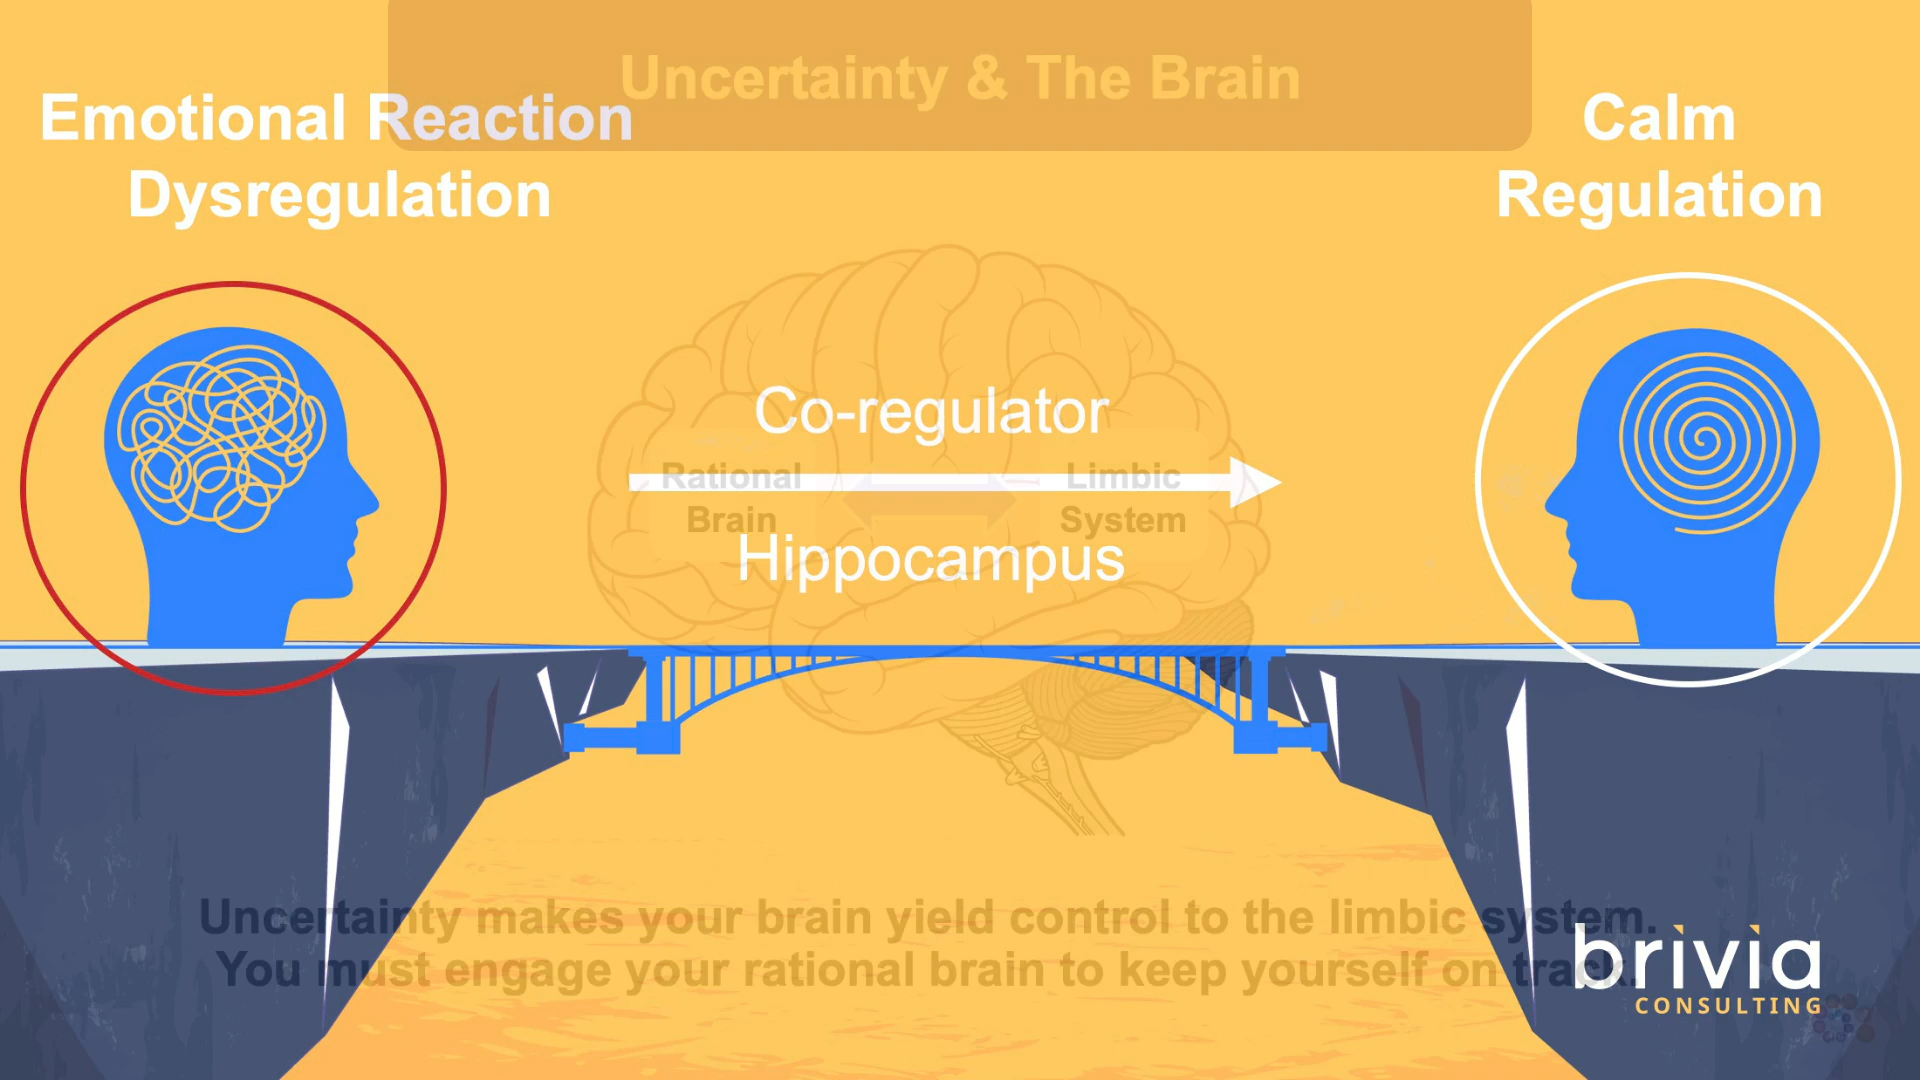 Uncertainty & The Brain
Emotional Reaction
Dysregulation
Calm
Regulation
Co-regulator
Rational
Brain
Limbic
System
Hippocampus
Uncertainty makes your brain yield control to the limbic system.
You must engage your rational brain to keep yourself on track.
brivia
CONSULTING